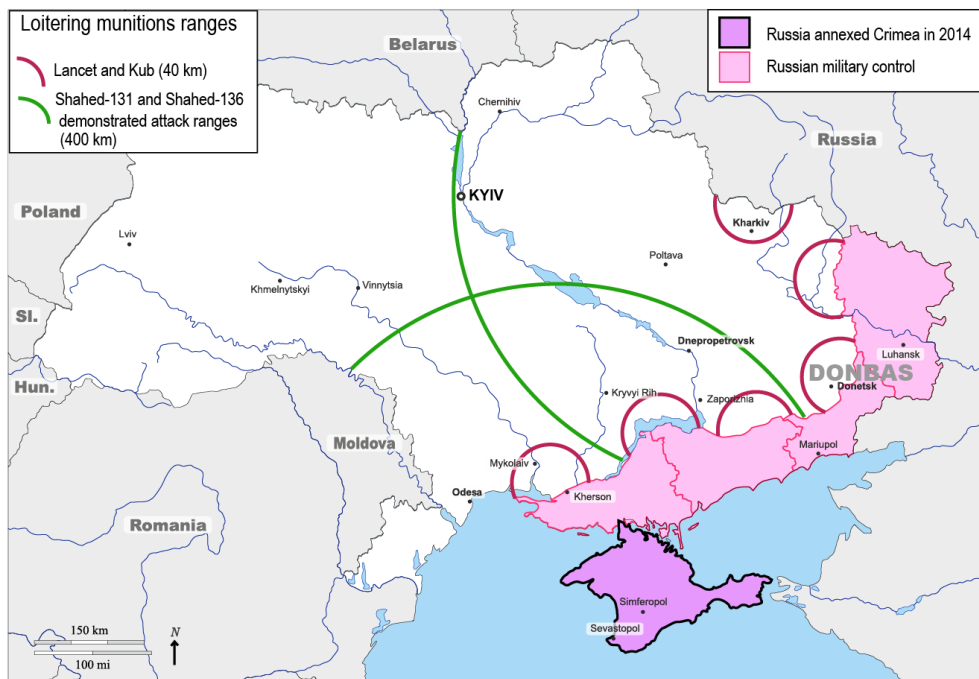 Loitering munitions ranges
Lancet and Kub (40 km)
Shahed-131 and Shahed-136
demonstrated attack ranges
(400 km)
Russia annexed Crimea in 2014
Russian military control
Belarus
Chernihiv
Russia
KYIV
Poland
Lviv
Kharkiv
Poltava
Khmelnytskyi
Vinnytsia
Sl.
Dnepropetrovsk
Luhansk
Hun.
DONBAS
Donetsk
Kryvyi Rih
Zaporizhia
Moldova
Mariupol
Mykolaiv
Odesa
Kherson
Romania
Simferopol
Sevastopol
150 km
100 mi
N